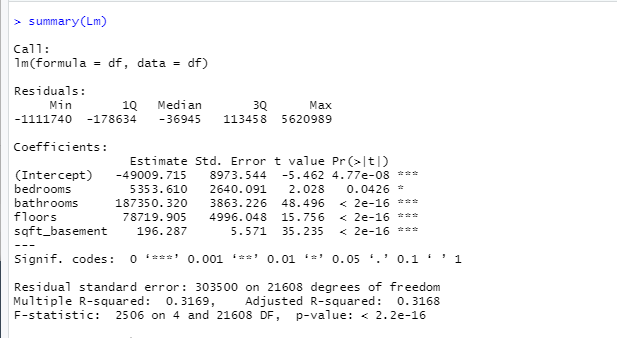 > summary(Lm)
Call:
lm(formula = df, data = df)
Residuals:
     Min       1Q   Median       3Q      Max
-1111740  -178634   -36945   113458  5620989
Coefficients:
               Estimate Std. Error t value Pr(>|t|)
(Intercept)   -49009.715   8973.544  -5.462 4.77e-08 ***
bedrooms        5353.610   2640.091   2.028   0.0426 *
bathrooms     187350.320   3863.226  48.496  < 2e-16 ***
floors         78719.905   4996.048  15.756  < 2e-16 ***
sqft_basement    196.287      5.571  35.235  < 2e-16 ***
---
Signif. codes:  0 ‘***’ 0.001 ‘**’ 0.01 ‘*’ 0.05 ‘.’ 0.1 ‘ ’ 1
Residual standard error: 303500 on 21608 degrees of freedom
Multiple R-squared:  0.3169,    Adjusted R-squared:  0.3168
F-statistic:  2506 on 4 and 21608 DF,  p-value: < 2.2e-16